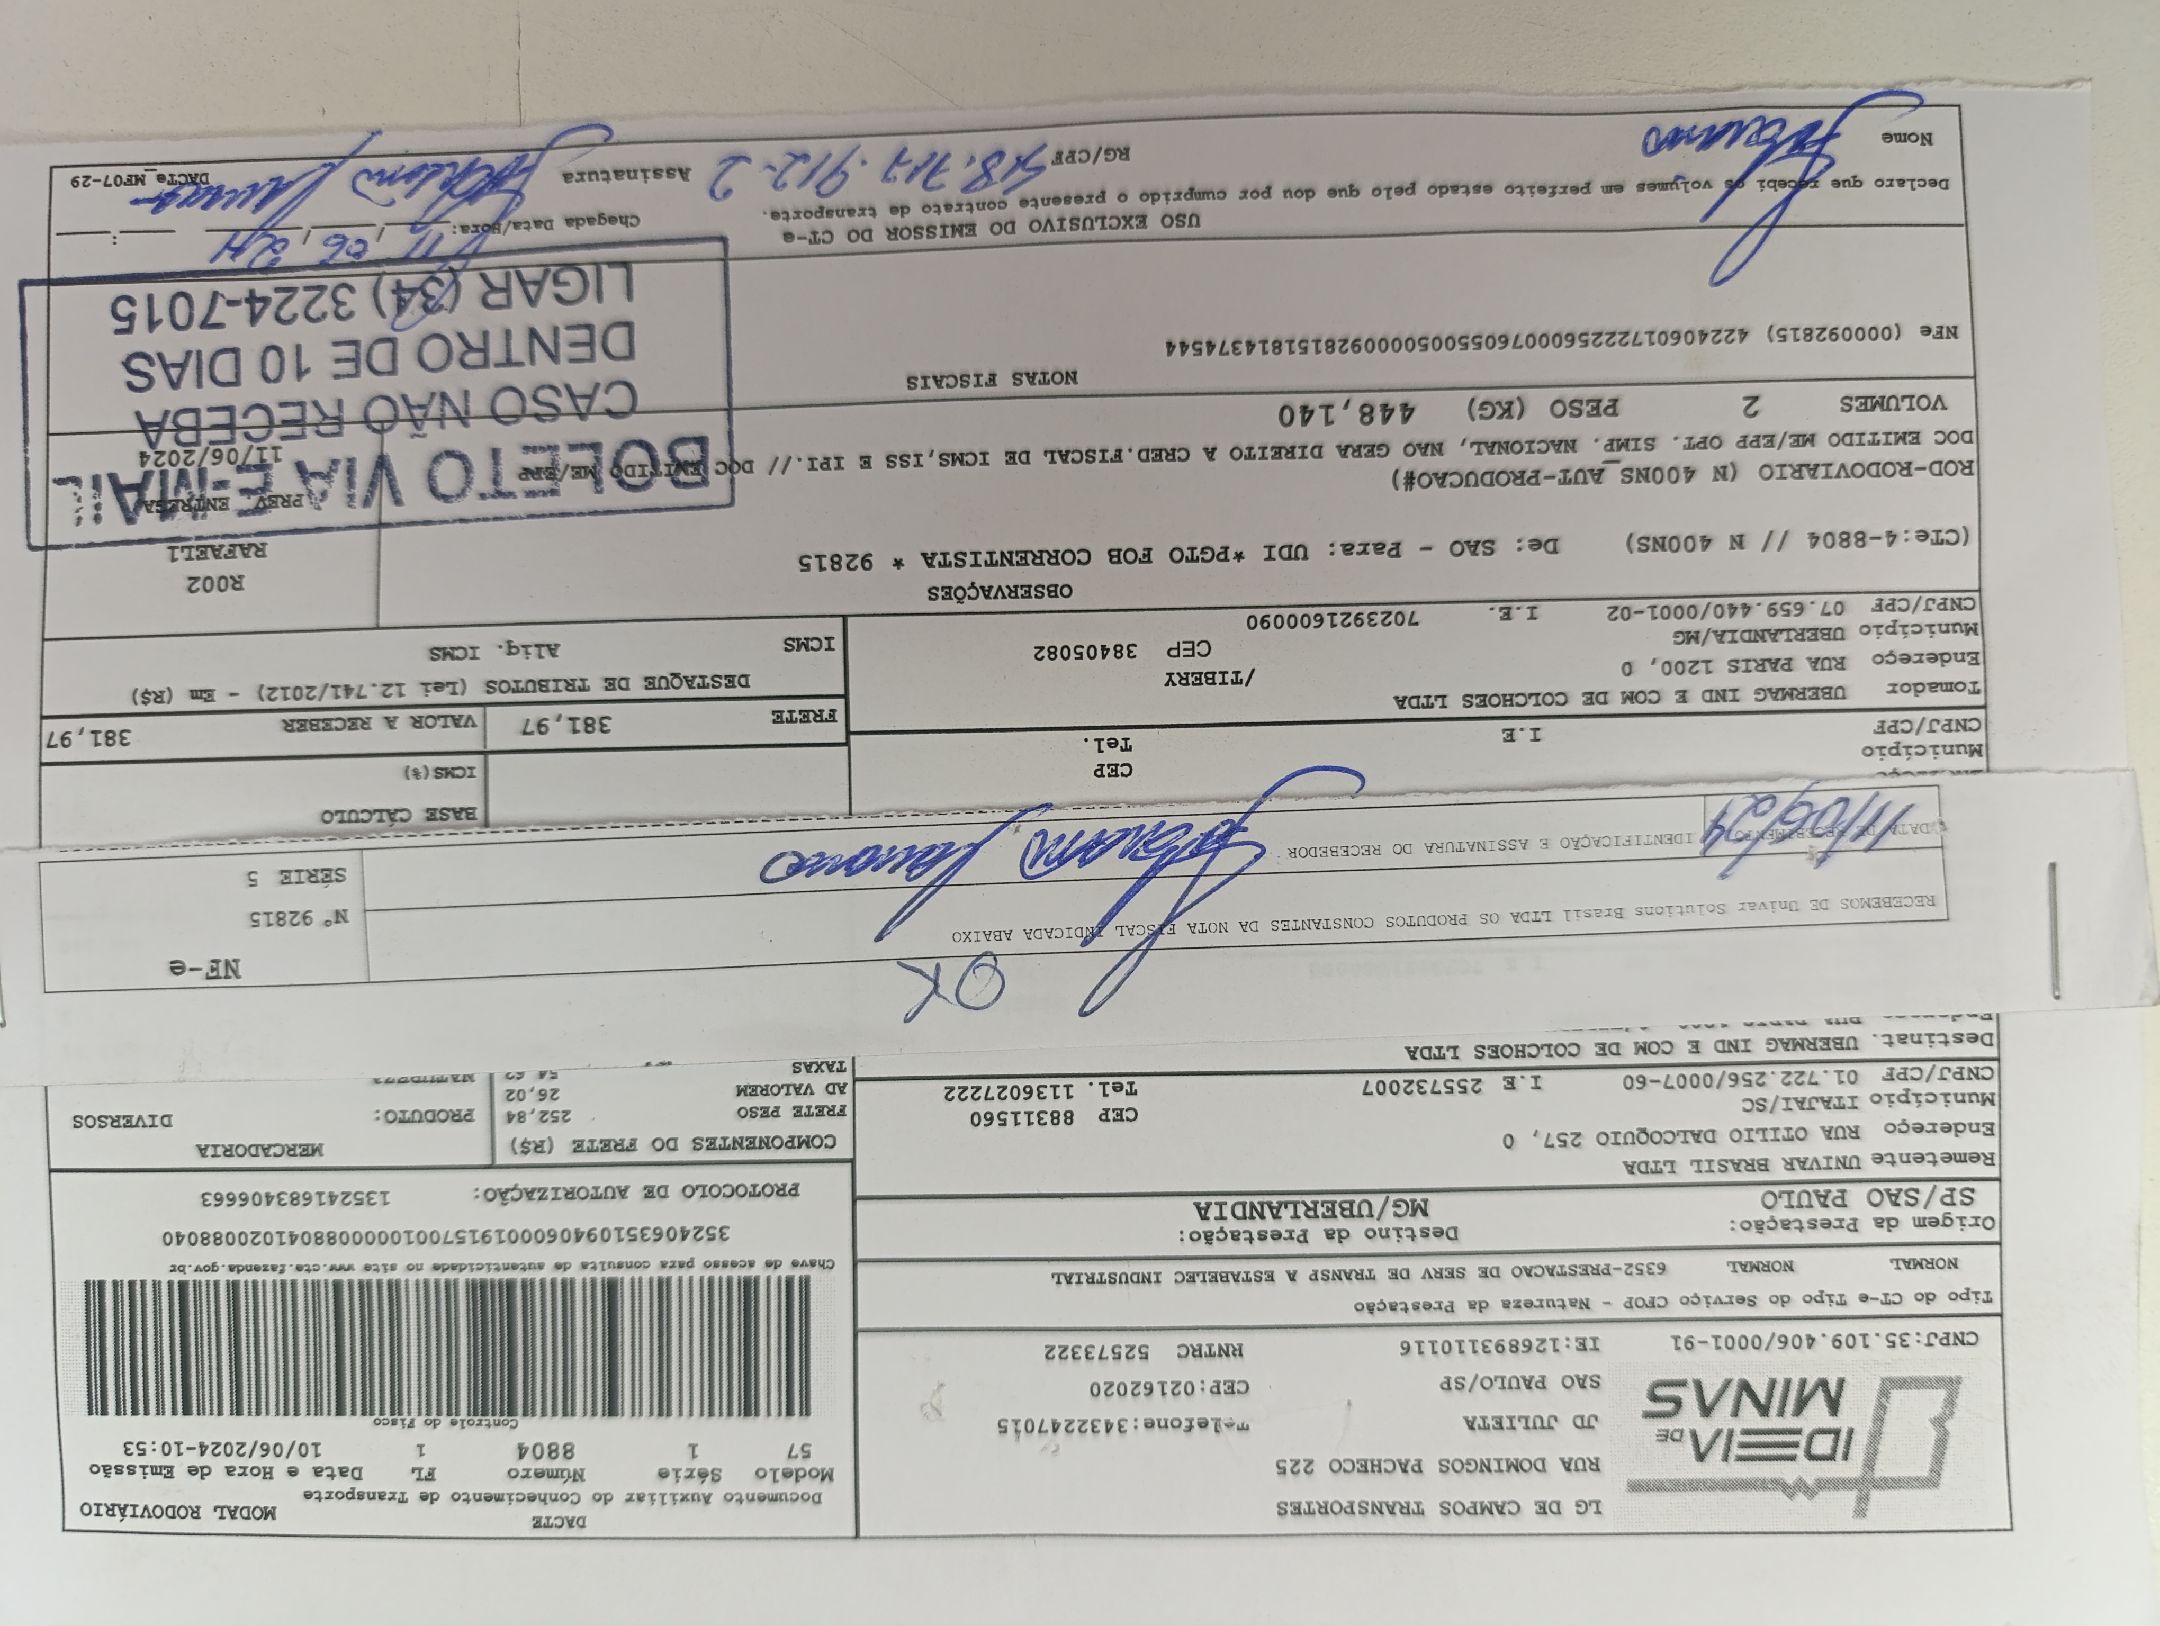 IDEIA DE
MINAS
LG DE CAMPOS TRANSPORTES
RUA DOMINGOS PACHECO 225
JD JULIETA Telefone:3432247015
SAO PAULO/SP CEP:02162020
CNPJ:35.109.406/0001-91 IE:126893110116 RNTRC 52573322
DACTE
Documento Auxiliar do Conhecimento de Transporte
MODAL RODOVIÁRIO
Modelo Série Número FL Data e Hora de Emissão
57 1 8804 1 10/06/2024-10:53
Controle do Fisco
Chave de acesso para consulta de autenticidade no site www.cte.fazenda.gov.br
35240635109406000191570010000088041020088040
PROTOCOLO DE AUTORIZAÇÃO: 135241683406663
Tipo do CT-e Tipo do Serviço CFOP - Natureza da Prestação
NORMAL NORMAL 6352-PRESTACAO DE SERV DE TRANSP A ESTABELEC INDUSTRIAL
Origem da Prestação: Destino da Prestação:
SP/SAO PAULO MG/UBERLANDIA
Remetente UNIVAR BRASIL LTDA
Endereço RUA OTILIO DALCOQUIO 257, 0
Município ITAJAI/SC CEP 88311560
CNPJ/CPF 01.722.256/0007-60 I.E 255732007 Tel. 1136027222
Destinat. UBERMAG IND E COM DE COLCHOES LTDA
COMPONENTES DO FRETE (R$) MERCADORIA
FRETE PESO 252,84 PRODUTO: DIVERSOS
AD VALOREM 26,02
TAXAS
OK
NF-e
Nº 92815
SÉRIE 5
RECEBEMOS DE Univar Solutions Brasil LTDA OS PRODUTOS CONSTANTES DA NOTA FISCAL INDICADA ABAIXO
DATA DE RECEBIMENTO IDENTIFICAÇÃO E ASSINATURA DO RECEBEDOR
11/06/24
BASE CÁLCULO
ICMS(%)
Município CEP
CNPJ/CPF I.E Tel.
FRETE 381,97 VALOR A RECEBER 381,97
Tomador UBERMAG IND E COM DE COLCHOES LTDA
Endereço RUA PARIS 1200, 0 /TIBERY
Município UBERLANDIA/MG CEP 38405082
CNPJ/CPF 07.659.440/0001-02 I.E. 7023921600090
DESTAQUE DE TRIBUTOS (Lei 12.741/2012) - Em (R$)
ICMS Aliq. ICMS
OBSERVAÇÕES
(CTe:4-8804 // N 400NS) De: SAO - Para: UDI *PGTO FOB CORRENTISTA * 92815
ROD-RODOVIARIO (N 400NS_AUT-PRODUCAO#)
DOC EMITIDO ME/EPP OPT. SIMP. NACIONAL, NAO GERA DIREITO A CRED.FISCAL DE ICMS,ISS E IPI.// DOC EMITIDO ME/EPP
R002
RAFAEL1
PREV ENTREGA
11/06/2024
VOLUMES 2 PESO (KG) 448,140
NOTAS FISCAIS
NFe (00092815) 42240601722256000760550050000928151814374544
BOLETO VIA E-MAIL
CASO NÃO RECEBA
DENTRO DE 10 DIAS
LIGAR (34) 3224-7015
USO EXCLUSIVO DO EMISSOR DO CT-e
Declaro que recebi os volumes em perfeito estado pelo que dou por cumprido o presente contrato de transporte.
Chegada Data/Hora: 11 06 24
Nome RG/CPF Assinatura
DACTe_MF07-29